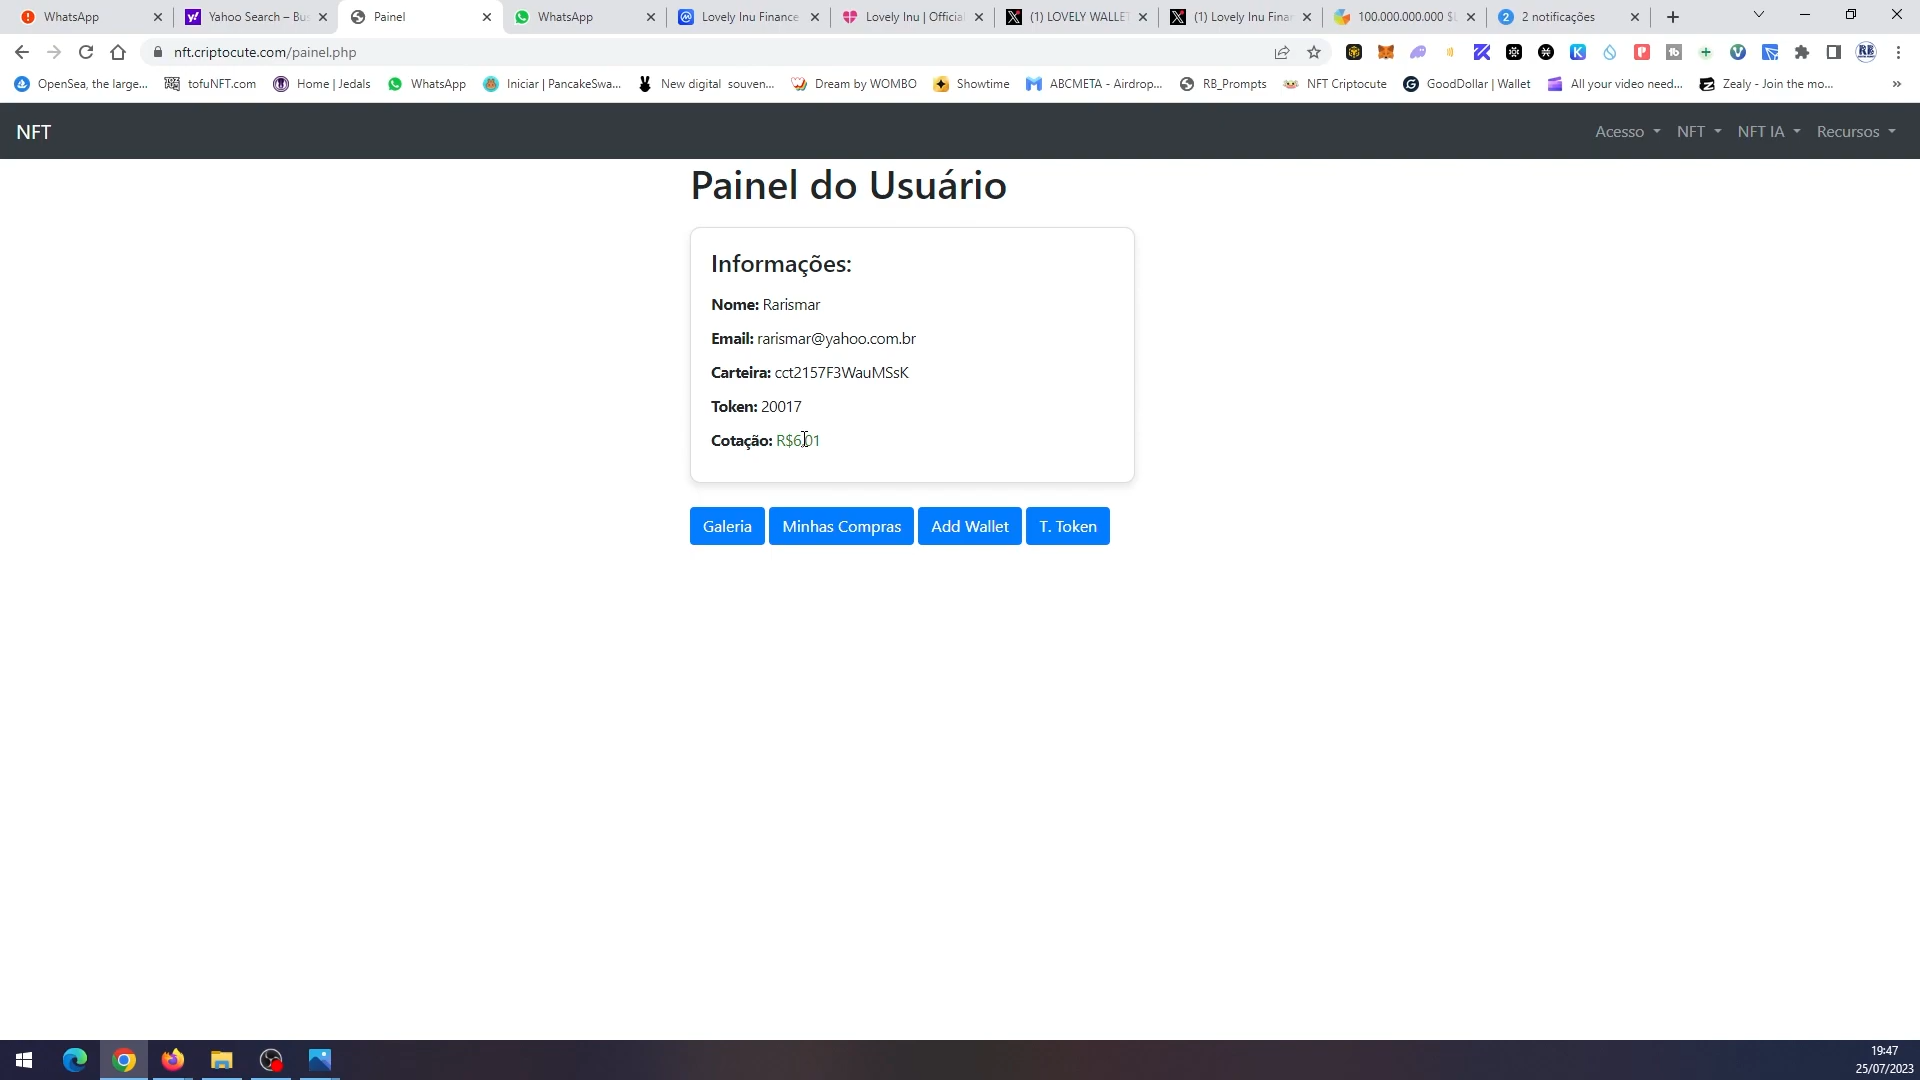 WhatsApp
Yahoo Search – Bu
Painel
WhatsApp
Lovely Inu Finance
Lovely Inu | Official
(1) LOVELY WALLET
(1) Lovely Inu Finan
100.000.000.000 $L
2 notificações
nft.criptocute.com/painel.php
OpenSea, the large...
tofuNFT.com
Home | Jedals
WhatsApp
Iniciar | PancakeSwa...
New digital souven...
Dream by WOMBO
Showtime
ABCMETA - Airdrop...
RB_Prompts
NFT Criptocute
GoodDollar | Wallet
All your video need...
Zealy - Join the mo...
NFT
Acesso
NFT
NFT IA
Recursos
Painel do Usuário
Informações:
Nome: Rarismar
Email: rarismar@yahoo.com.br
Carteira: cct2157F3WauMSsK
Token: 20017
Cotação: R$6.01
Galeria
Minhas Compras
Add Wallet
T. Token
19:47
25/07/2023